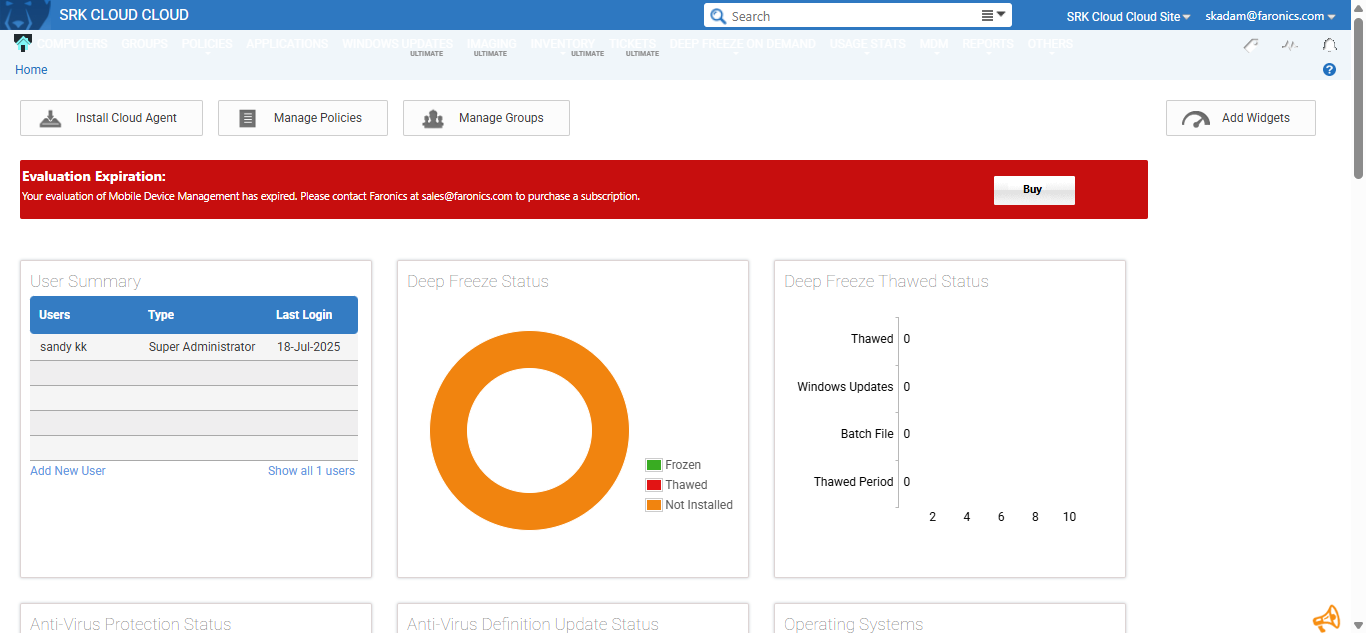 SRK CLOUD CLOUD
Search
SRK Cloud Cloud Site
skadam@faronics.com
COMPUTERS GROUPS POLICIES APPLICATIONS WINDOWS UPDATES IMAGING INVENTORY TICKETS DEEP FREEZE ON DEMAND USAGE STATS MDM REPORTS OTHERS
ULTIMATE ULTIMATE ULTIMATE ULTIMATE
Home
Install Cloud Agent
Manage Policies
Manage Groups
Add Widgets
Evaluation Expiration:
Your evaluation of Mobile Device Management has expired. Please contact Faronics at sales@faronics.com to purchase a subscription.
Buy
User Summary
Users Type Last Login
sandy kk Super Administrator 18-Jul-2025
Add New User Show all 1 users
Deep Freeze Status
Frozen
Thawed
Not Installed
Deep Freeze Thawed Status
Thawed 0
Windows Updates 0
Batch File 0
Thawed Period 0
2 4 6 8 10
Anti-Virus Protection Status
Anti-Virus Definition Update Status
Operating Systems